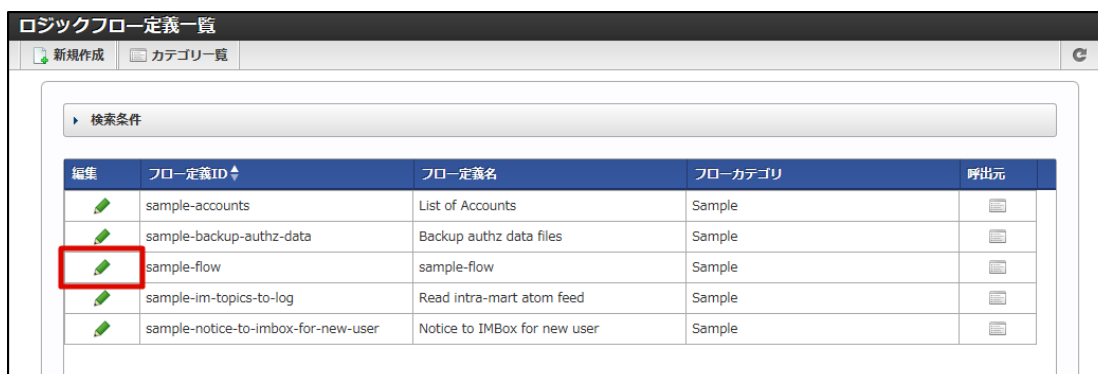 ロジックフロー定義一覧
新規作成 カテゴリ一覧
検索条件
編集 フロー定義ID フロー定義名 フローカテゴリ 呼出元
sample-accounts List of Accounts Sample
sample-backup-authz-data Backup authz data files Sample
sample-flow sample-flow Sample
sample-im-topics-to-log Read intra-mart atom feed Sample
sample-notice-to-imbox-for-new-user Notice to IMBox for new user Sample